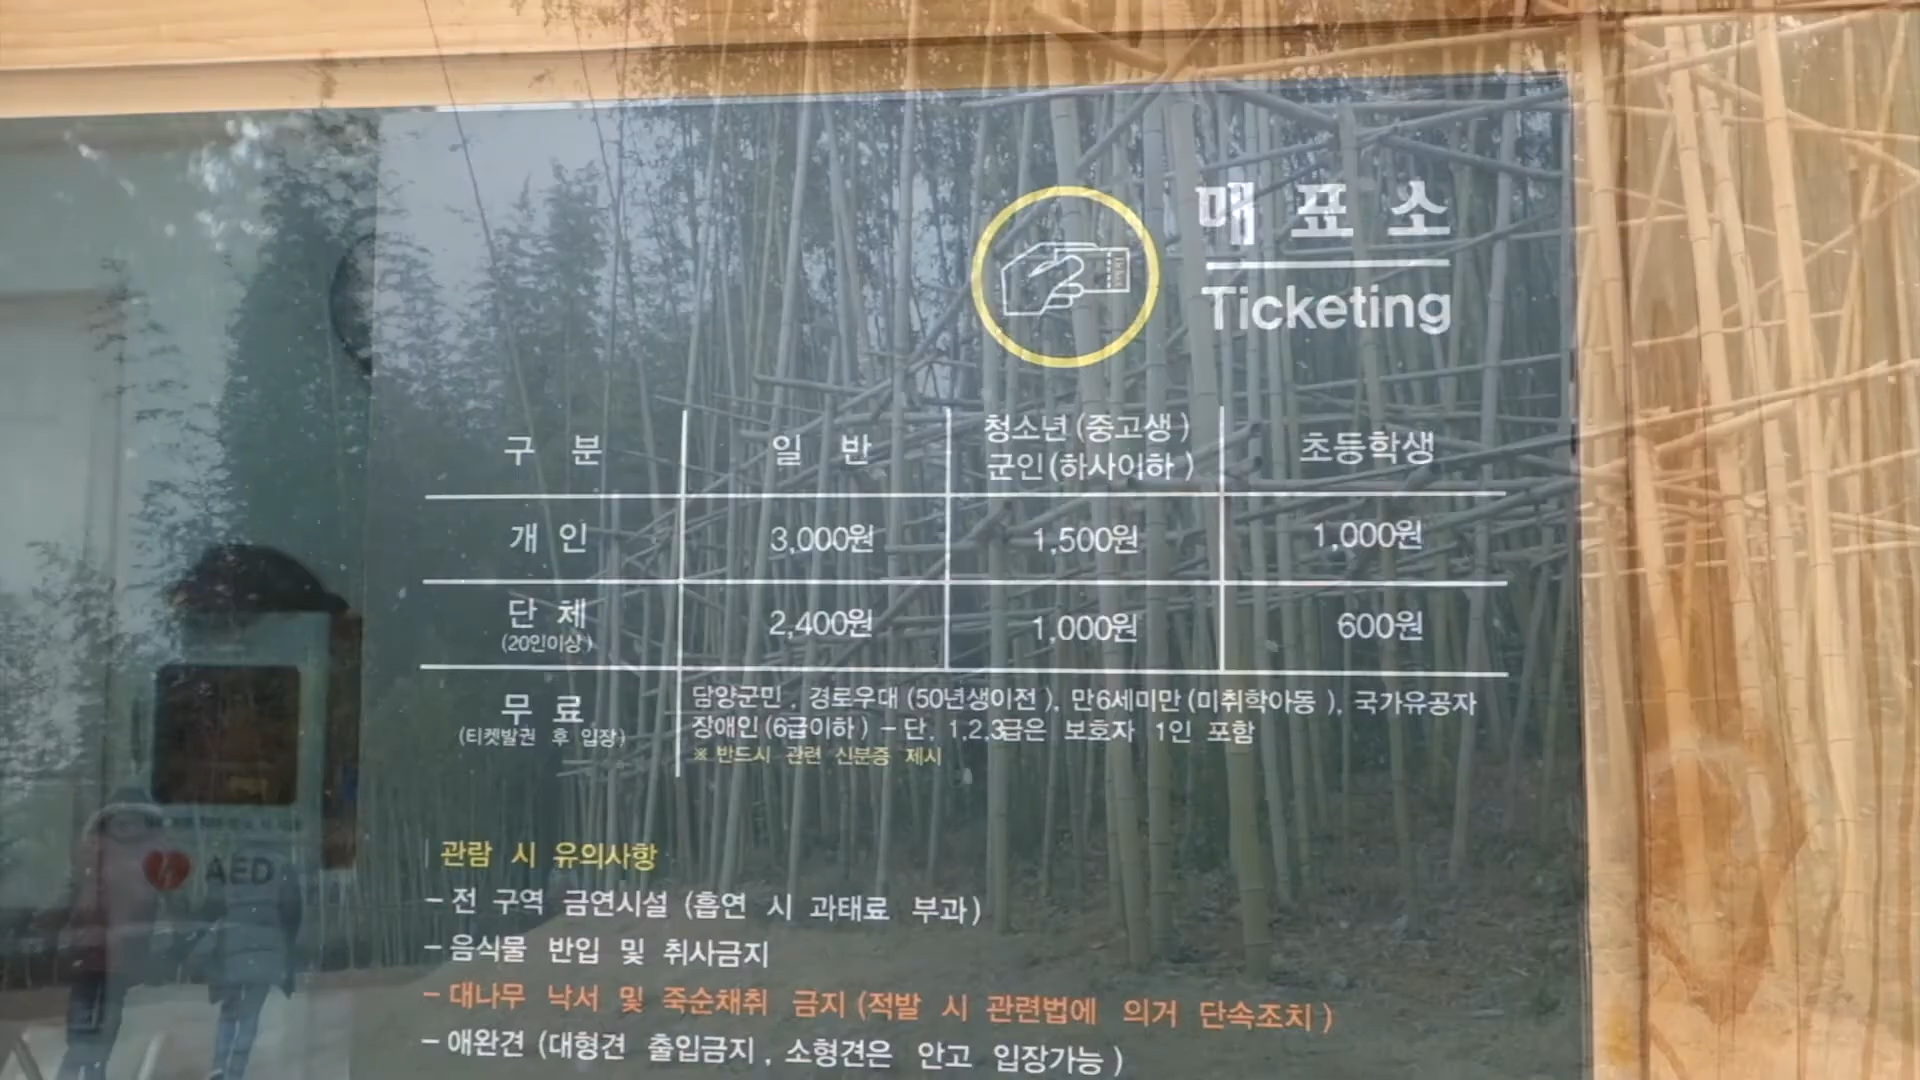 매표소
Ticketing
구 분 일 반 청소년(중고생) 군인(하사이하) 초등학생
개 인 3,000원 1,500원 1,000원
단 체 (20인이상) 2,400원 1,000원 600원
무 료 (티켓발권 후 입장)
담양군민, 경로우대(50년생이전), 만6세미만(미취학아동), 국가유공자
장애인(6급이하) - 단, 1,2,3급은 보호자 1인 포함
※ 반드시 관련 신분증 제시
관람 시 유의사항
- 전 구역 금연시설 (흡연 시 과태료 부과)
- 음식물 반입 및 취사금지
- 대나무 낙서 및 죽순채취 금지(적발 시 관련법에 의거 단속조치)
- 애완견 (대형견 출입금지, 소형견은 안고 입장가능)
AED